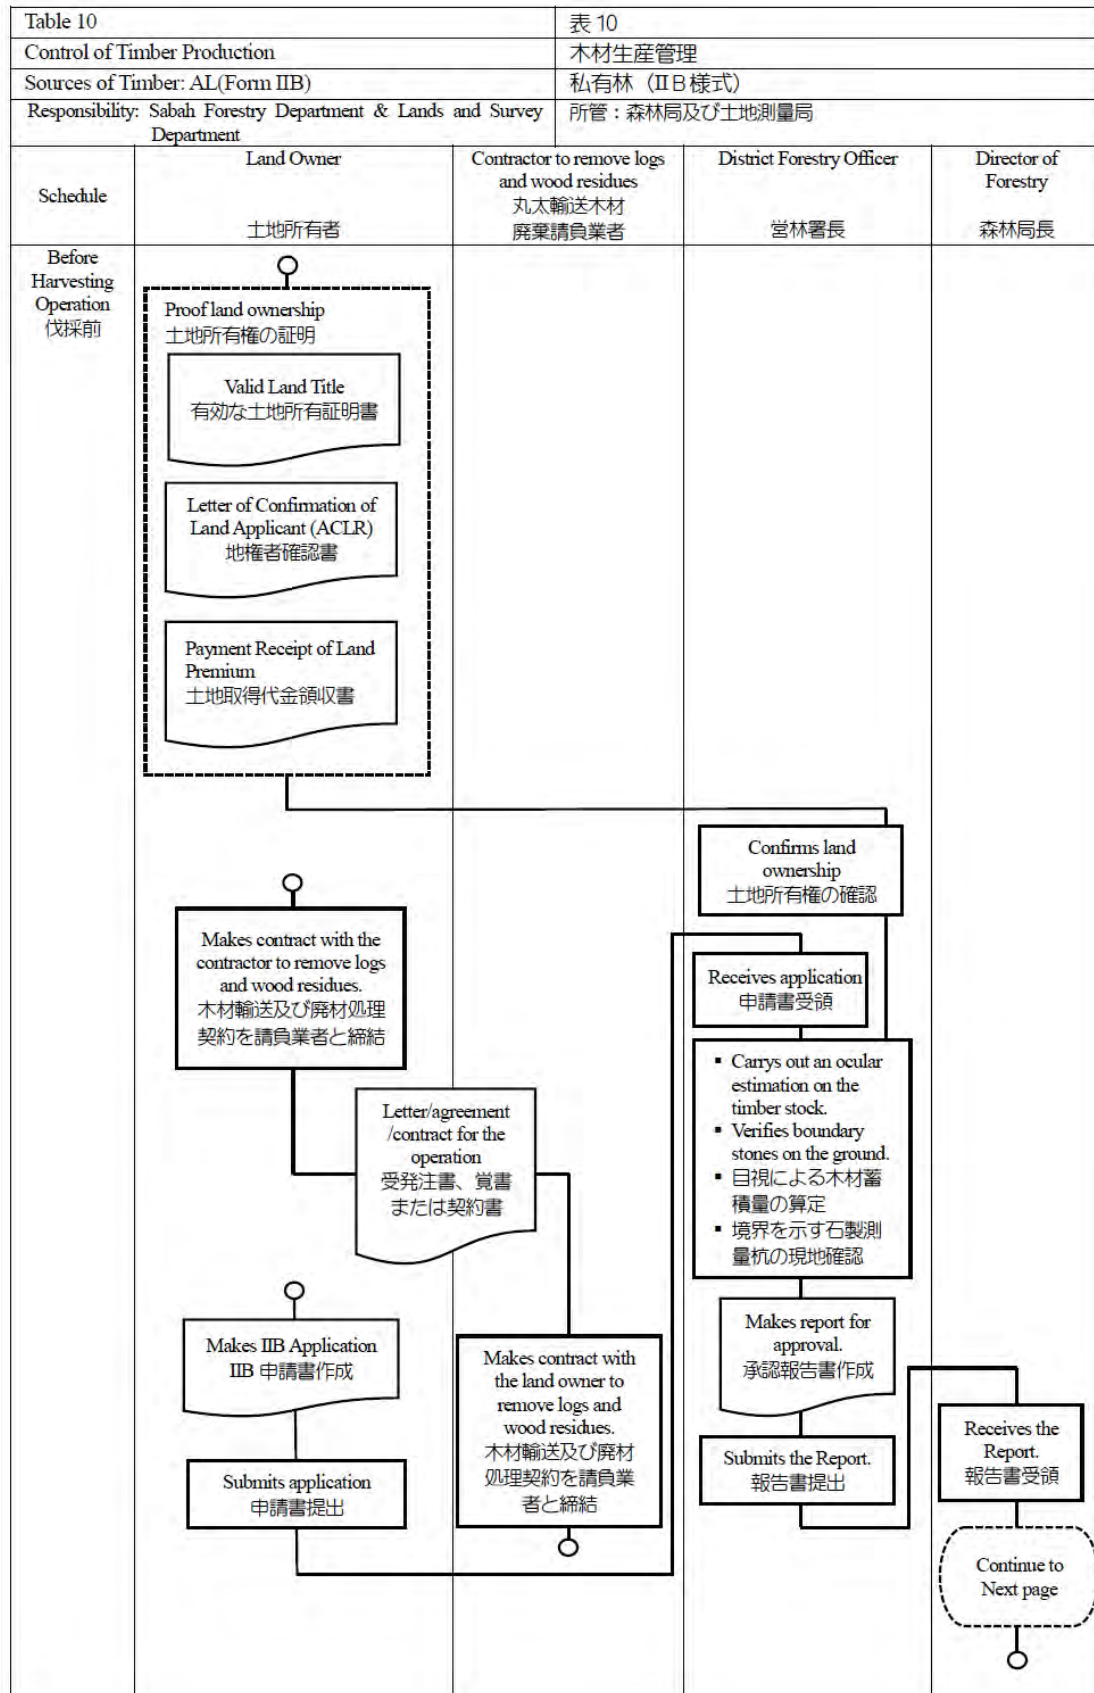 Table 10
表 10
Control of Timber Production
木材生産管理
Sources of Timber: AL(Form IIB)
私有林（ⅡB様式）
Responsibility: Sabah Forestry Department & Lands and Survey
Department
所管：森林局及び土地測量局
Schedule
Land Owner
土地所有者
Contractor to remove logs
and wood residues
丸太輸送木材
廃棄請負業者
District Forestry Officer
営林署長
Director of
Forestry
森林局長
Before
Harvesting
Operation
伐採前
Proof land ownership
土地所有権の証明
Valid Land Title
有効な土地所有証明書
Letter of Confirmation of
Land Applicant (ACLR)
地権者確認書
Payment Receipt of Land
Premium
土地取得代金領収書
Confirms land
ownership
土地所有権の確認
Makes contract with the
contractor to remove logs
and wood residues.
木材輸送及び廃材処理
契約を請負業者と締結
Receives application
申請書受領
▪ Carrys out an ocular
estimation on the
timber stock.
▪ Verifies boundary
stones on the ground.
▪ 目視による木材蓄
積量の算定
▪ 境界を示す石製測
量杭の現地確認
Letter/agreement
/contract for the
operation
受発注書、覚書
または契約書
Makes IIB Application
IIB 申請書作成
Makes contract with
the land owner to
remove logs and
wood residues.
木材輸送及び廃材
処理契約を請負業
者と締結
Makes report for
approval.
承認報告書作成
Submits application
申請書提出
Submits the Report.
報告書提出
Receives the
Report.
報告書受領
Continue to
Next page